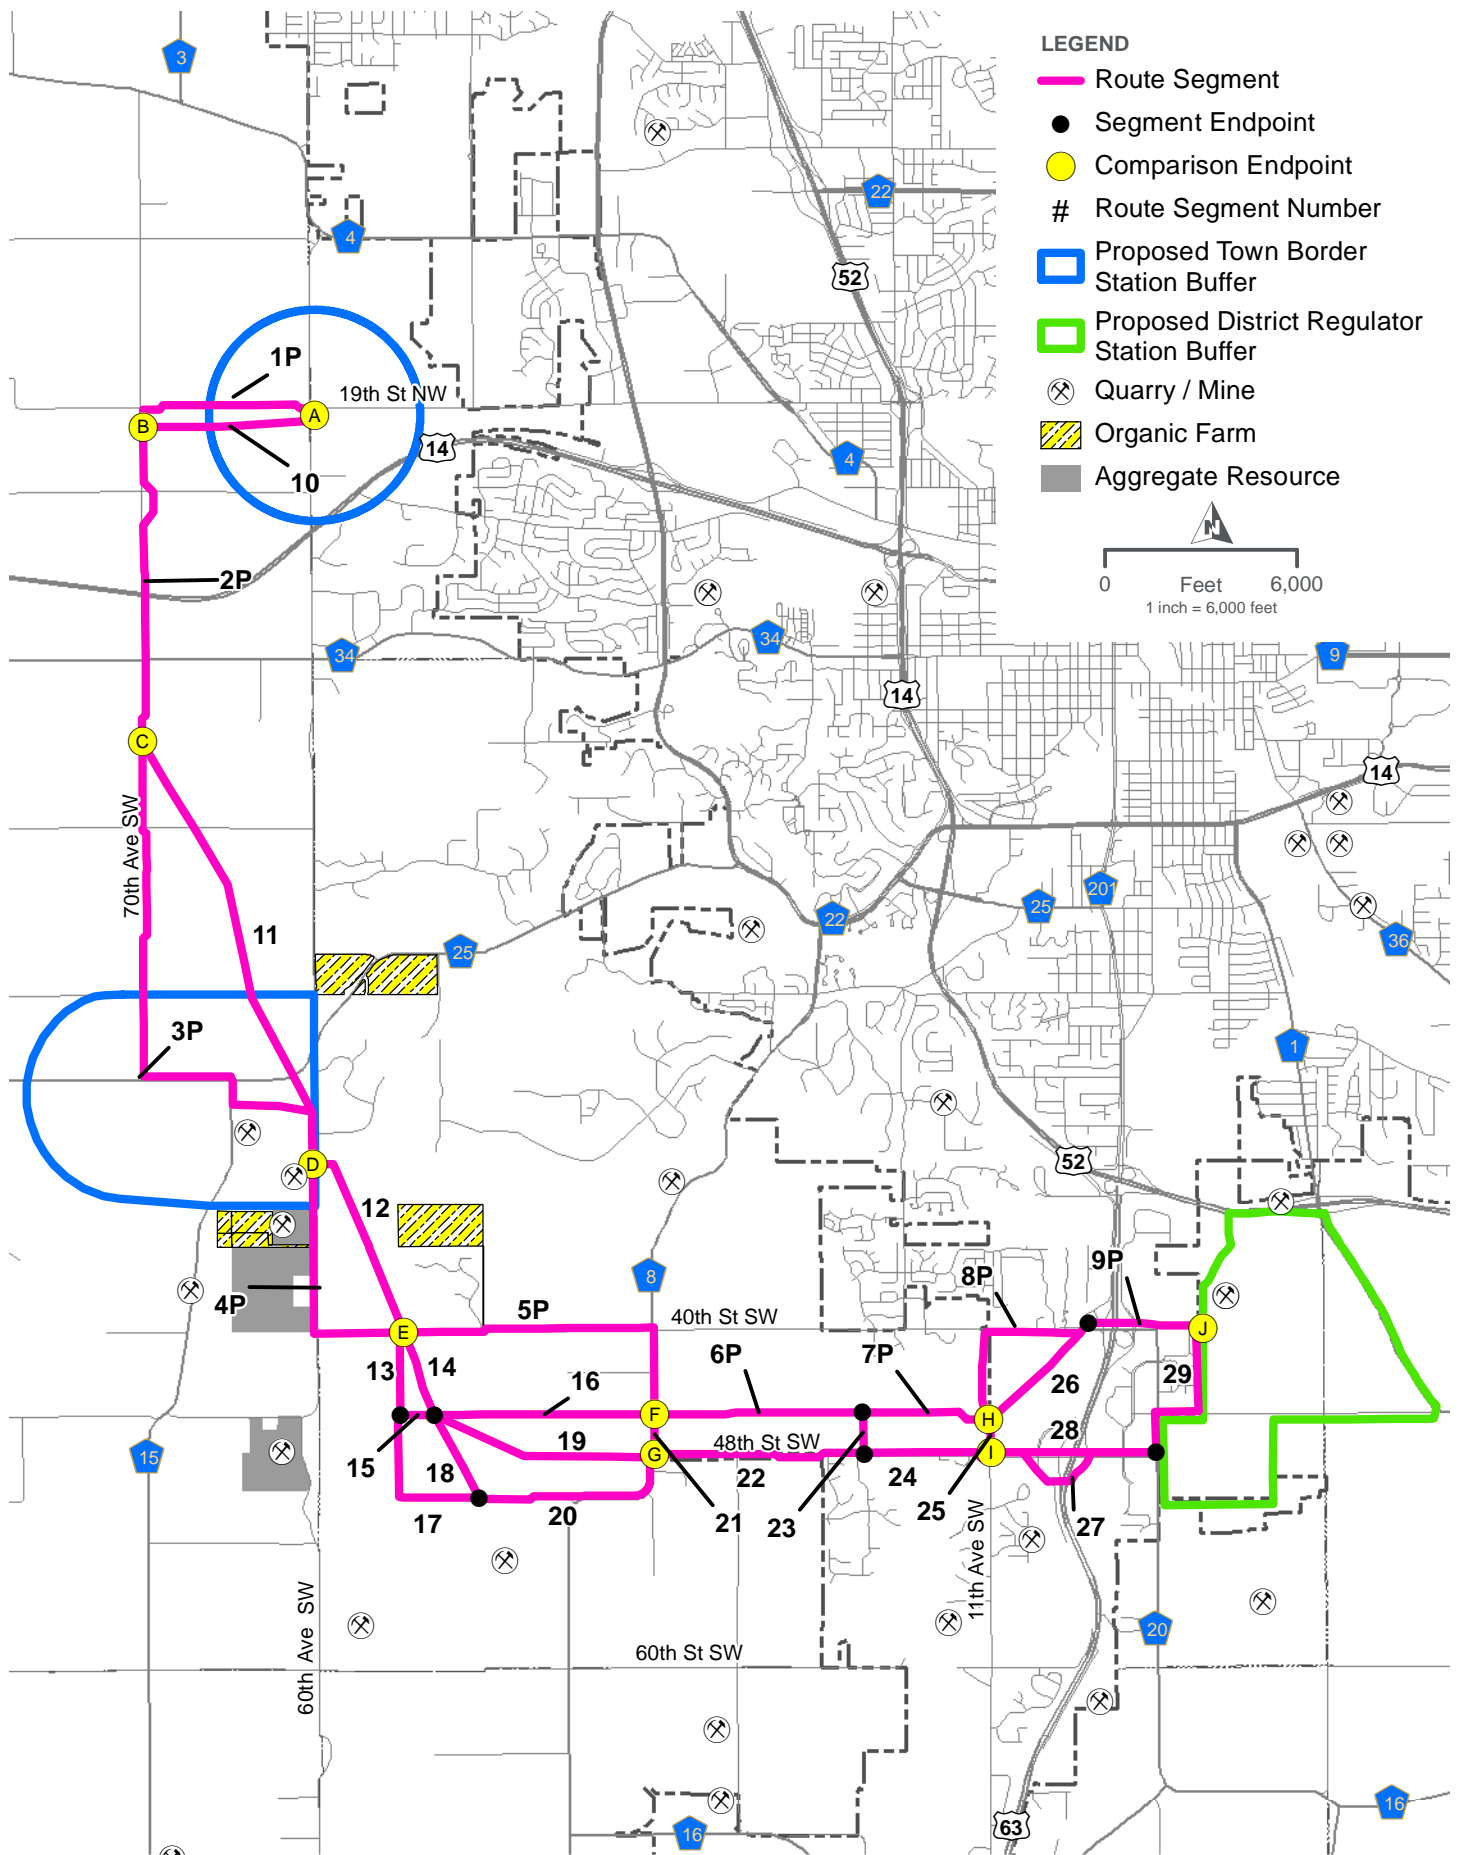 LEGEND
Route Segment
Segment Endpoint
Comparison Endpoint
# Route Segment Number
Proposed Town Border
Station Buffer
Proposed District Regulator
Station Buffer
Quarry / Mine
Organic Farm
Aggregate Resource
N
0 Feet 6,000
1 inch = 6,000 feet
3
22
4
52
1P
19th St NW
A
B
14
4
10
2P
34
34
9
14
C
14
70th Ave SW
201
25
22
11
25
36
3P
1
D
52
12
9P
8
8P
4P
5P
40th St SW
E
J
6P
7P
13
14
26
29
16
F
H
28
19
48th St SW
G
I
15
15
18
22
24
23
25
21
17
20
27
11th Ave SW
60th Ave SW
20
60th St SW
16
16
63